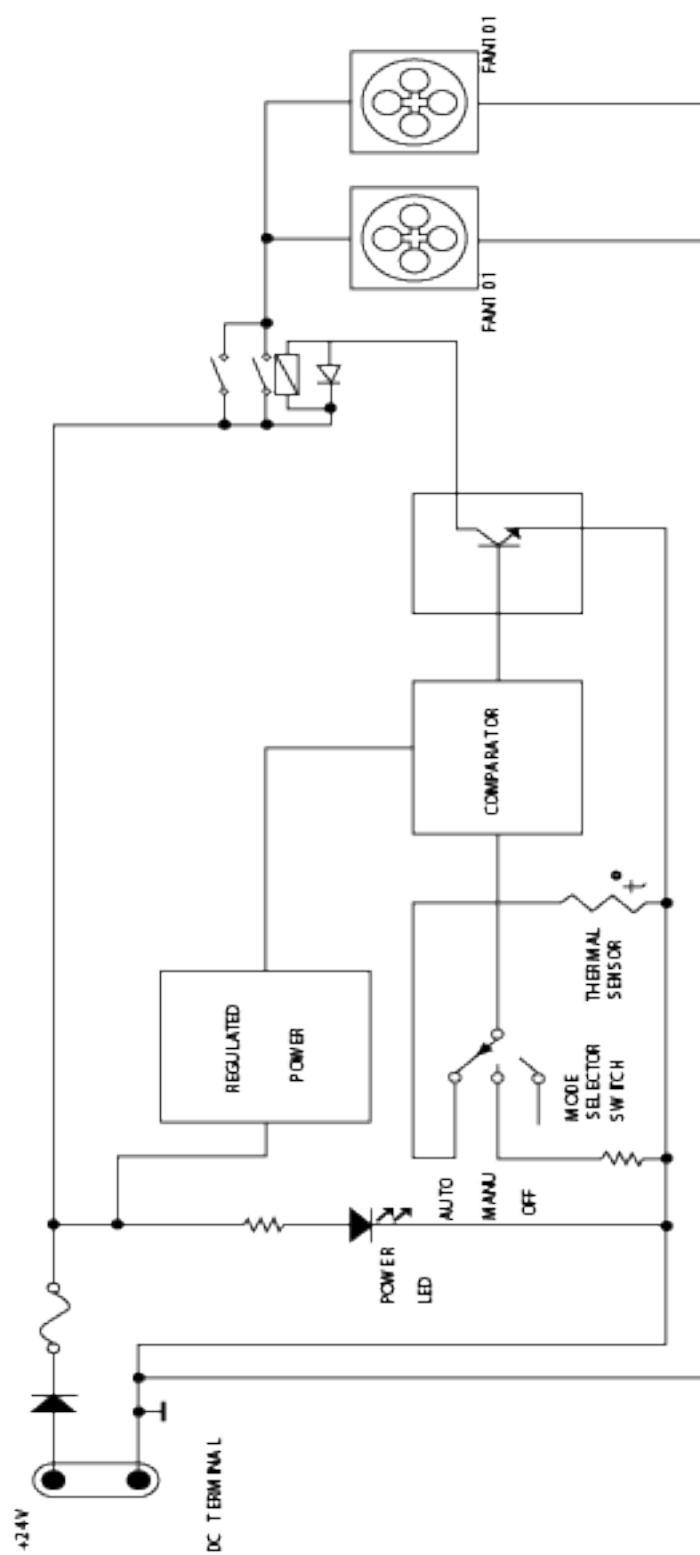 +24V
DC TERMINAL
POWER
LED
AUTO
MANU
OFF
MODE
SELECTOR
SWITCH
REGULATED
POWER
THERMAL
SENSOR
t°
COMPARATOR
FAN101
FAN101